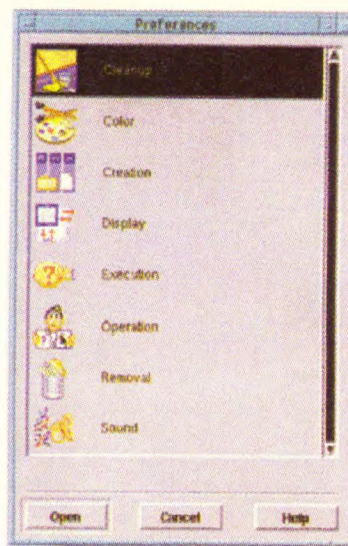 Preferences
Cleanup
Color
Creation
Display
Execution
Operation
Removal
Sound
Open Cancel Help